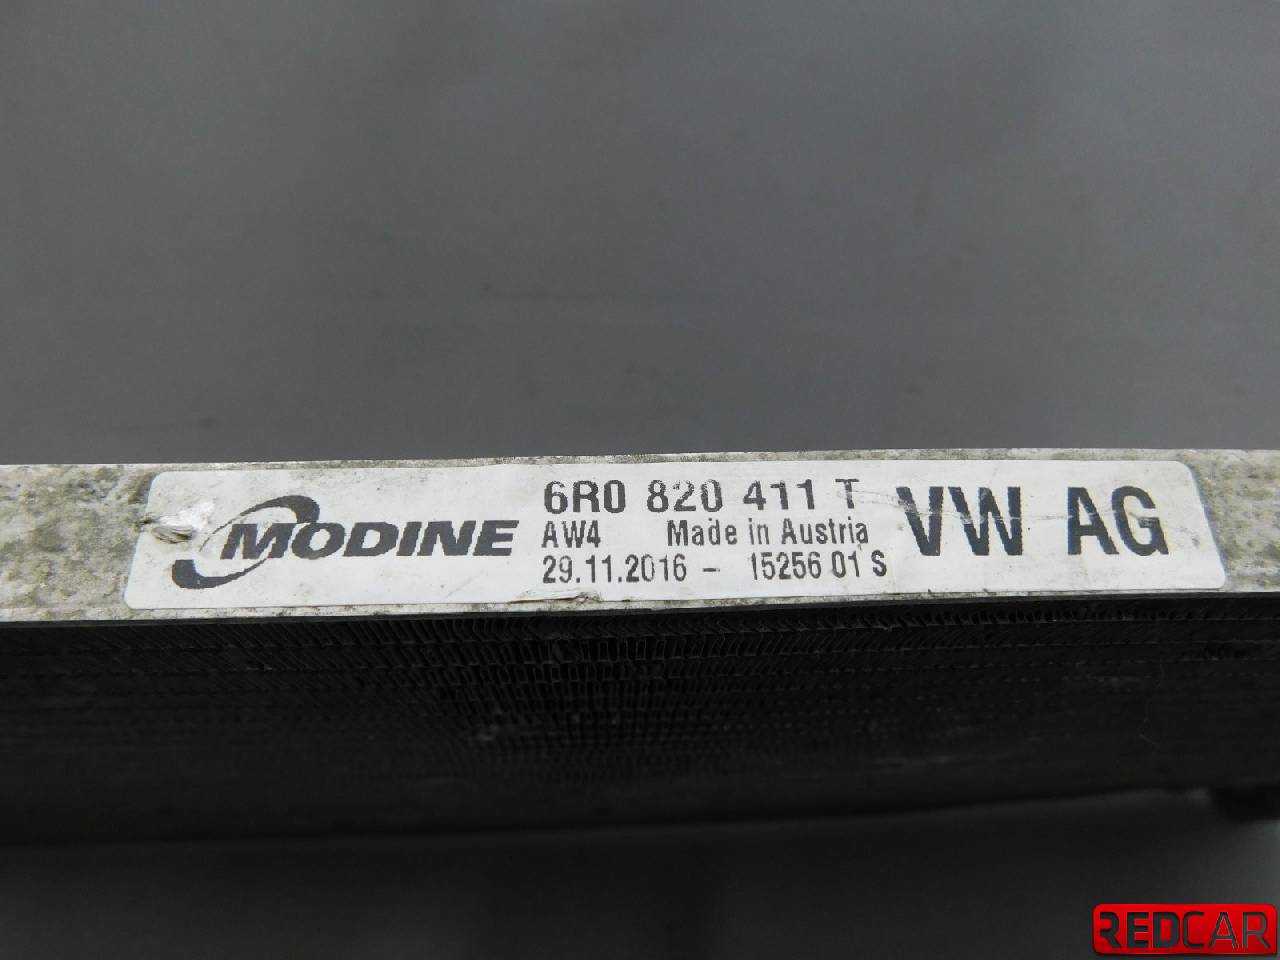 MODINE
6R0 820 411 T
AW4 Made in Austria
29.11.2016 - 15256 01 S
VW AG
REDCAR